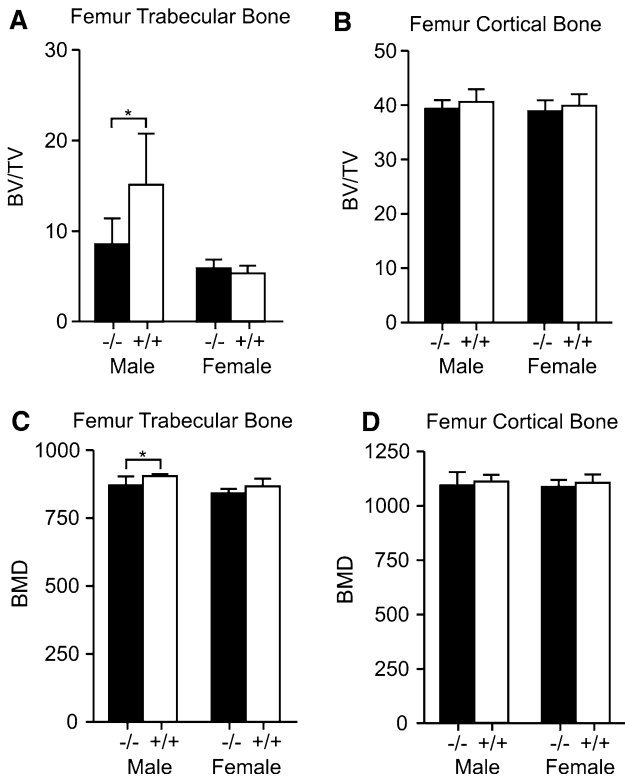 A
Femur Trabecular Bone
30
20
10
0
BV/TV
*
-/- +/+ -/- +/+
Male Female
B
Femur Cortical Bone
50
40
30
20
10
0
BV/TV
-/- +/+ -/- +/+
Male Female
C
Femur Trabecular Bone
1000
750
500
250
0
BMD
*
-/- +/+ -/- +/+
Male Female
D
Femur Cortical Bone
1250
1000
750
500
250
0
BMD
-/- +/+ -/- +/+
Male Female